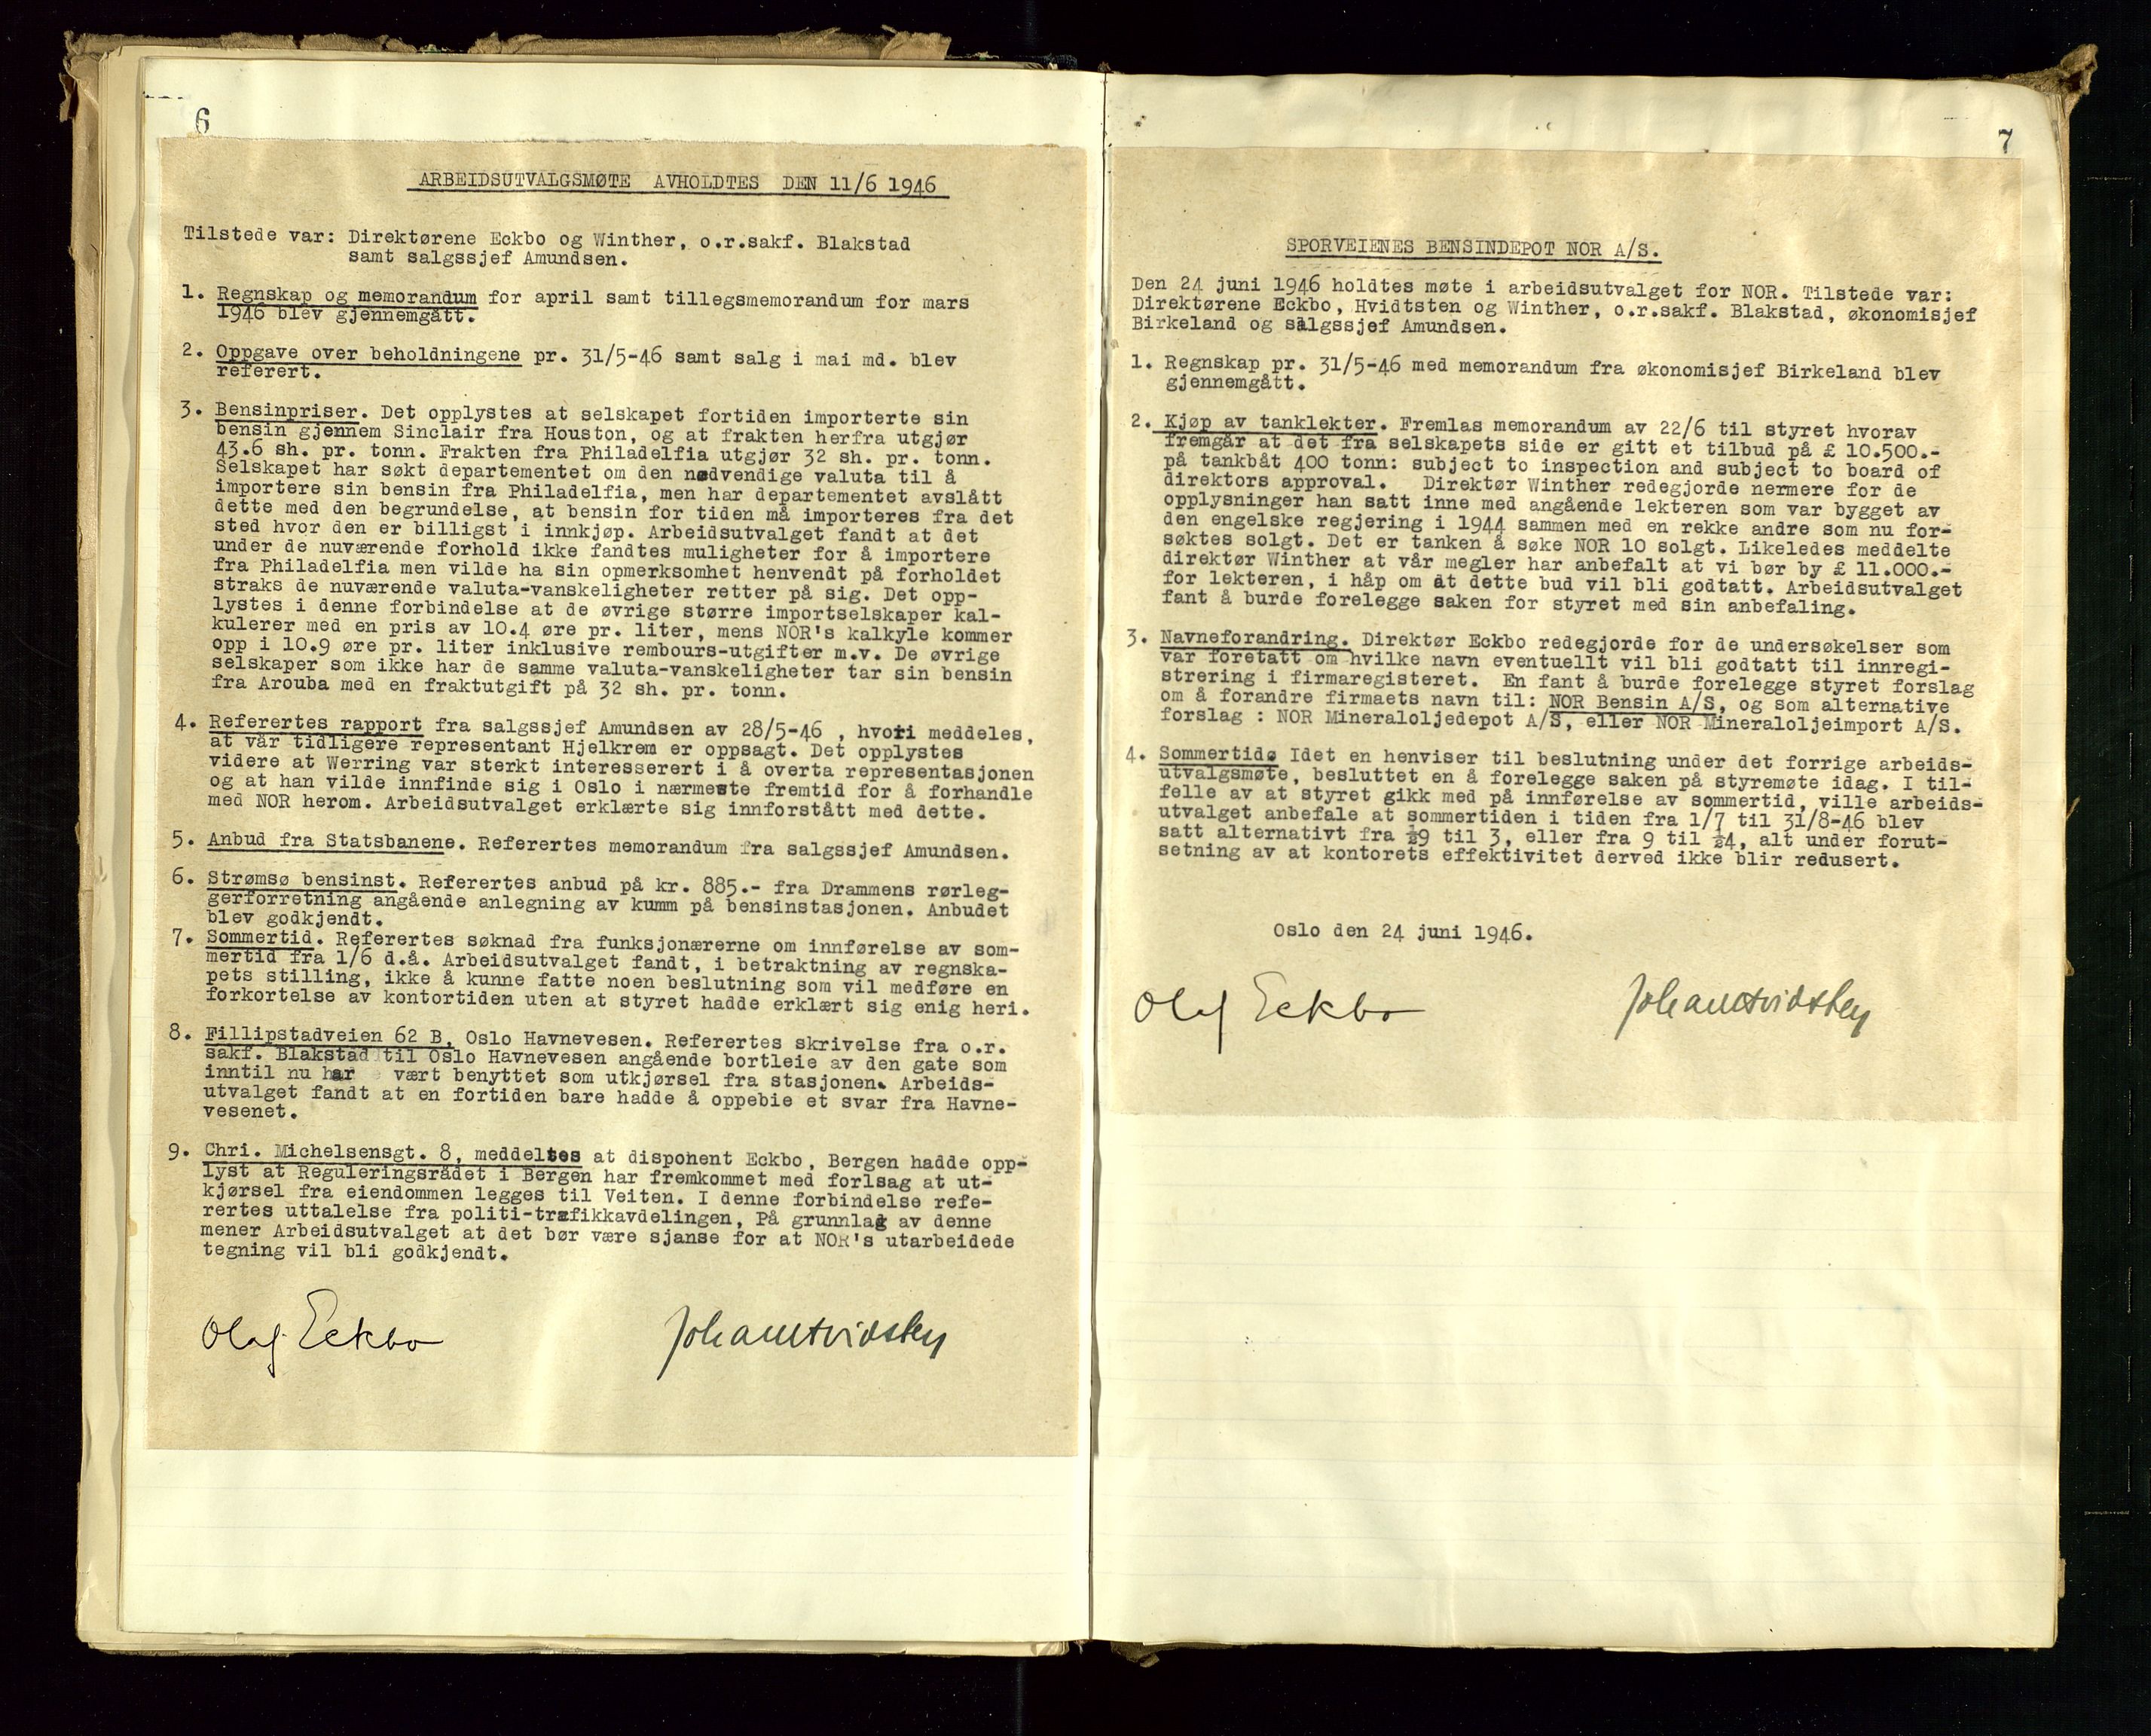 6
ARBEIDSUTVALGSMØTE AVHOLDTES DEN 11/6 1946
Tilstede var: Direktørene Eckbo og Winther, o.r.sakf. Blakstad
samt salgssjef Amundsen.
1. Regnskap og memorandum for april samt tillegsmemorandum for mars
1946 blev gjennemgått.
2. Oppgave over beholdningene pr. 31/5-46 samt salg i mai md. blev
referert.
3. Bensinpriser. Det opplystes at selskapet fortiden importerte sin
bensin gjennem Sinclair fra Houston, og at frakten herfra utgjør
43.6 sh. pr. tonn. Frakten fra Philadelfia utgjør 32 sh. pr. tonn.
Selskapet har søkt departementet om den nødvendige valuta til å
importere sin bensin fra Philadelfia, men har departementet avslått
dette med den begrundelse, at bensin for tiden må importeres fra det
sted hvor den er billigst i innkjøp. Arbeidsutvalget fandt at det
under de nuværende forhold ikke fandtes muligheter for å importere
fra Philadelfia men vilde ha sin opmerksomhet henvendt på forholdet
straks de nuværende valuta-vanskeligheter retter på sig. Det opp-
lystes i denne forbindelse at de øvrige større importselskaper kal-
kulerer med en pris av 10.4 øre pr. liter, mens NOR's kalkyle kommer
opp i 10.9 øre pr. liter inklusive rembours-utgifter m.v. De øvrige
selskaper som ikke har de samme valuta-vanskeligheter tar sin bensin
fra Arouba med en fraktutgift på 32 sh. pr. tonn.
4. Referertes rapport fra salgssjef Amundsen av 28/5-46 , hvori meddeles,
at vår tidligere representant Hjelkrem er oppsagt. Det opplystes
videre at Werring var sterkt interesserert i å overta representasjonen
og at han vilde innfinde sig i Oslo i nærmeste fremtid for å forhandle
med NOR herom. Arbeidsutvalget erklærte sig innforstått med dette.
5. Anbud fra Statsbanene. Referertes memorandum fra salgssjef Amundsen.
6. Strømsø bensinst. Referertes anbud på kr. 885.- fra Drammens rørleg-
gerforretning angående anlegning av kumm på bensinstasjonen. Anbudet
blev godkjendt.
7. Sommertid. Referertes søknad fra funksjonærerne om innførelse av som-
mertid fra 1/6 d.å. Arbeidsutvalget fandt, i betraktning av regnska-
pets stilling, ikke å kunne fatte noen beslutning som vil medføre en
forkortelse av kontortiden uten at styret hadde erklært sig enig heri.
8. Fillipstadveien 62 B, Oslo Havnevesen. Referertes skrivelse fra o.r.
sakf. Blakstad til Oslo Havnevesen angående bortleie av den gate som
inntil nu har vært benyttet som utkjørsel fra stasjonen. Arbeids-
utvalget fandt at en fortiden bare hadde å oppebie et svar fra Havne-
vesenet.
9. Chri. Michelsensgt. 8, meddeltes at disponent Eckbo, Bergen hadde opp-
lyst at Reguleringsrådet i Bergen har fremkommet med forlsag at ut-
kjørsel fra eiendommen legges til Veiten. I denne forbindelse refe-
rertes uttalelse fra politi-trafikkavdelingen, På grunnlag av denne
mener Arbeidsutvalget at det bør være sjanse for at NOR's utarbeidede
tegning vil bli godkjendt.
Olaf Eckbo Johan Hvidsten
7
SPORVEIENES BENSINDEPOT NOR A/S.
Den 24 juni 1946 holdtes møte i arbeidsutvalget for NOR. Tilstede var:
Direktørene Eckbo, Hvidtsten og Winther, o.r.sakf. Blakstad, økonomisjef
Birkeland og salgssjef Amundsen.
1. Regnskap pr. 31/5-46 med memorandum fra økonomisjef Birkeland blev
gjennemgått.
2. Kjøp av tanklekter. Fremlas memorandum av 22/6 til styret hvorav
fremgår at det fra selskapets side er gitt et tilbud på £ 10.500.-
på tankbåt 400 tonn: subject to inspection and subject to board of
direktors approval. Direktør Winther redegjorde nermere for de
opplysninger han satt inne med angående lekteren som var bygget av
den engelske regjering i 1944 sammen med en rekke andre som nu for-
søktes solgt. Det er tanken å søke NOR 10 solgt. Likeledes meddelte
direktør Winther at vår megler har anbefalt at vi bør by £ 11.000.-
for lekteren, i håp om at dette bud vil bli godtatt. Arbeidsutvalget
fant å burde forelegge saken for styret med sin anbefaling.
3. Navneforandring. Direktør Eckbo redegjorde for de undersøkelser som
var foretatt om hvilke navn eventuellt vil bli godtatt til innregi-
strering i firmaregisteret. En fant å burde forelegge styret forslag
om å forandre firmaets navn til: NOR Bensin A/S, og som alternative
forslag : NOR Mineraloljedepot A/S, eller NOR Mineraloljeimport A/S.
4. Sommertid. Idet en henviser til beslutning under det forrige arbeids-
utvalgsmøte, besluttet en å forelegge saken på styremøte idag. I til-
felle av at styret gikk med på innførelse av sommertid, ville arbeids-
utvalget anbefale at sommertiden i tiden fra 1/7 til 31/8-46 blev
satt alternativt fra ½9 til 3, eller fra 9 til ½4, alt under forut-
setning av at kontorets effektivitet derved ikke blir redusert.
Oslo den 24 juni 1946.
Olaf Eckbo Johan Hvidsten